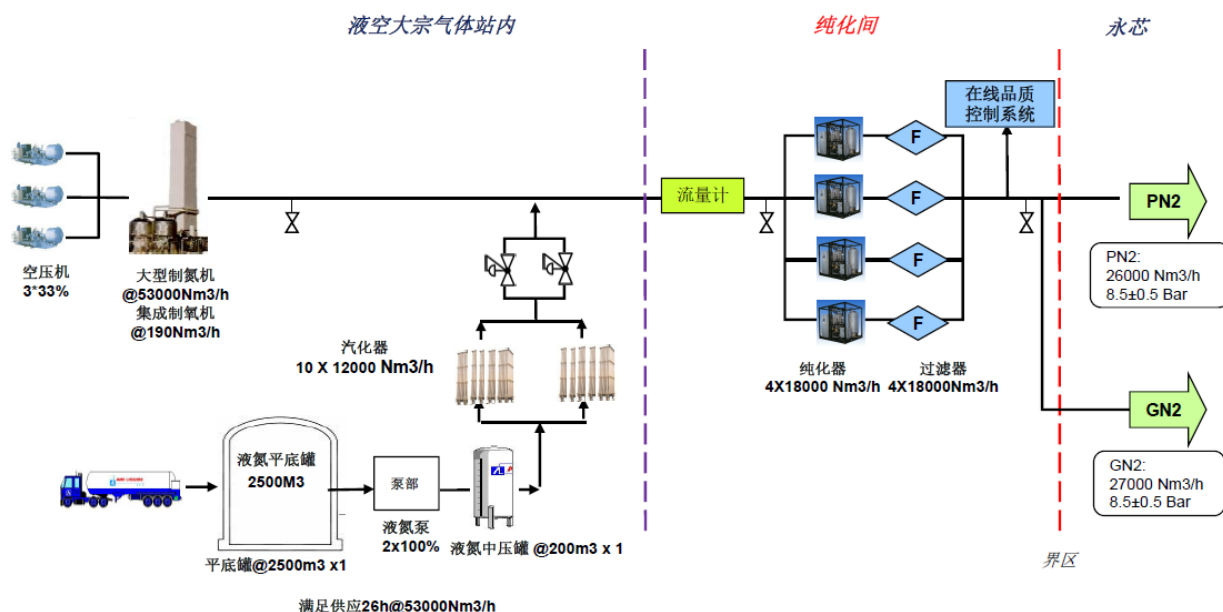 液空大宗气体站内
纯化间
永芯
在线品质
控制系统
F
流量计
F
PN2
F
空压机
3*33%
大型制氮机
@53000Nm3/h
集成制氧机
@190Nm3/h
PN2:
26000 Nm3/h
8.5±0.5 Bar
F
汽化器
10 X 12000 Nm3/h
纯化器
4X18000 Nm3/h
过滤器
4X18000Nm3/h
GN2
液氮平底罐
2500M3
泵部
GN2:
27000 Nm3/h
8.5±0.5 Bar
液氮泵
2x100%
液氮中压罐 @200m3 x 1
平底罐@2500m3 x1
界区
满足供应26h@53000Nm3/h